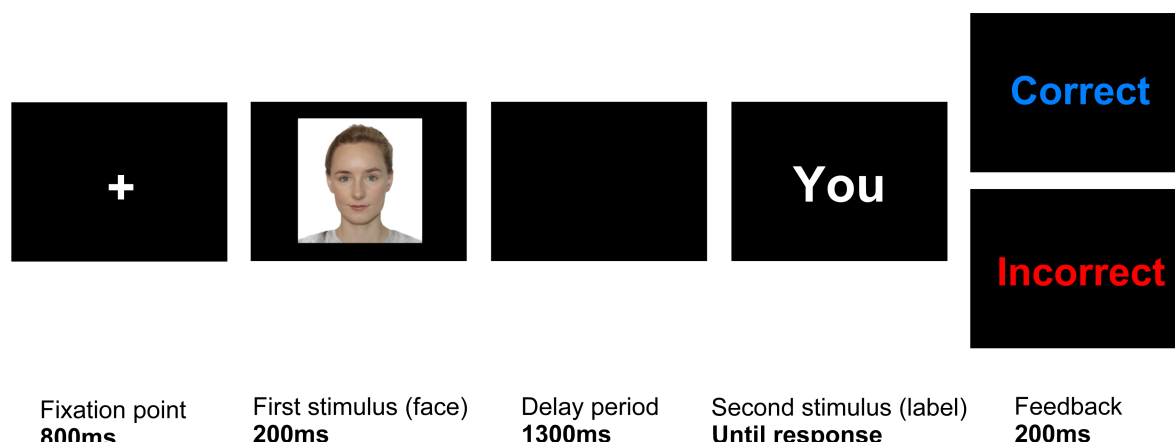 +
You
Correct
Incorrect
Fixation point
800ms
First stimulus (face)
200ms
Delay period
1300ms
Second stimulus (label)
Until response
Feedback
200ms